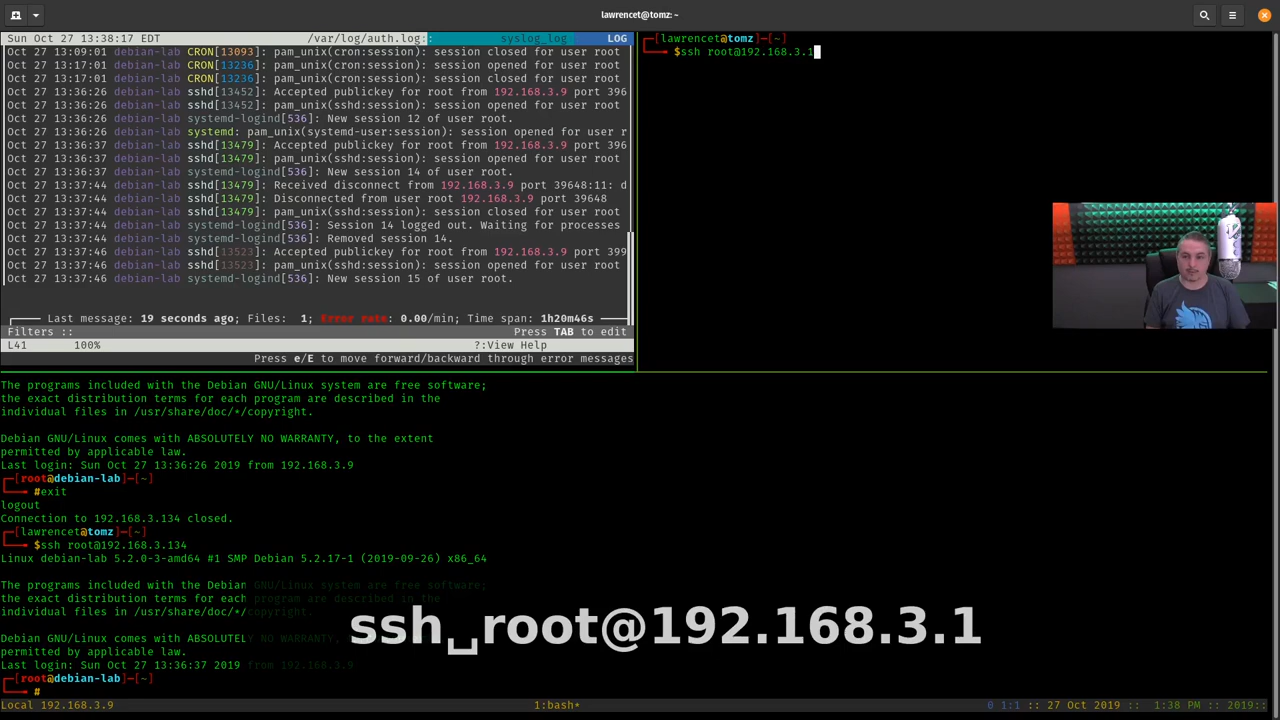 lawrencet@tomz: ~
Sun Oct 27 13:38:17 EDT /var/log/auth.log: : syslog_log LOG
Oct 27 13:09:01 debian-lab CRON[13093]: pam_unix(cron:session): session closed for user root
Oct 27 13:17:01 debian-lab CRON[13236]: pam_unix(cron:session): session opened for user root
Oct 27 13:17:01 debian-lab CRON[13236]: pam_unix(cron:session): session closed for user root
Oct 27 13:36:26 debian-lab sshd[13452]: Accepted publickey for root from 192.168.3.9 port 396
Oct 27 13:36:26 debian-lab sshd[13452]: pam_unix(sshd:session): session opened for user root
Oct 27 13:36:26 debian-lab systemd-logind[536]: New session 12 of user root.
Oct 27 13:36:26 debian-lab systemd: pam_unix(systemd-user:session): session opened for user r
Oct 27 13:36:37 debian-lab sshd[13479]: Accepted publickey for root from 192.168.3.9 port 396
Oct 27 13:36:37 debian-lab sshd[13479]: pam_unix(sshd:session): session opened for user root
Oct 27 13:36:37 debian-lab systemd-logind[536]: New session 14 of user root.
Oct 27 13:37:44 debian-lab sshd[13479]: Received disconnect from 192.168.3.9 port 39648:11: d
Oct 27 13:37:44 debian-lab sshd[13479]: Disconnected from user root 192.168.3.9 port 39648
Oct 27 13:37:44 debian-lab sshd[13479]: pam_unix(sshd:session): session closed for user root
Oct 27 13:37:44 debian-lab systemd-logind[536]: Session 14 logged out. Waiting for processes
Oct 27 13:37:44 debian-lab systemd-logind[536]: Removed session 14.
Oct 27 13:37:46 debian-lab sshd[13523]: Accepted publickey for root from 192.168.3.9 port 399
Oct 27 13:37:46 debian-lab sshd[13523]: pam_unix(sshd:session): session opened for user root
Oct 27 13:37:46 debian-lab systemd-logind[536]: New session 15 of user root.
Last message: 19 seconds ago; Files: 1; Error rate: 0.00/min; Time span: 1h20m46s
Filters :: Press TAB to edit
L41 100% ?:View Help
Press e/E to move forward/backward through error messages
[lawrencet@tomz]-[~]
$ssh root@192.168.3.1
The programs included with the Debian GNU/Linux system are free software;
the exact distribution terms for each program are described in the
individual files in /usr/share/doc/*/copyright.
Debian GNU/Linux comes with ABSOLUTELY NO WARRANTY, to the extent
permitted by applicable law.
Last login: Sun Oct 27 13:36:26 2019 from 192.168.3.9
[root@debian-lab]-[~]
#exit
logout
Connection to 192.168.3.134 closed.
[lawrencet@tomz]-[~]
$ssh root@192.168.3.134
Linux debian-lab 5.2.0-3-amd64 #1 SMP Debian 5.2.17-1 (2019-09-26) x86_64
The programs included with the Debian GNU/Linux system are free software;
the exact distribution terms for each program are described in the
individual files in /usr/share/doc/*/
ssh␣root@192.168.3.1
Debian GNU/Linux comes with ABSOLUTELY
permitted by applicable law.
Last login: Sun Oct 27 13:36:37 2019 from 192.168.3.9
[root@debian-lab]-[~]
#
Local 192.168.3.9 1:bash* 0 1:1 :: 27 Oct 2019 :: 1:38 PM :: 2019::